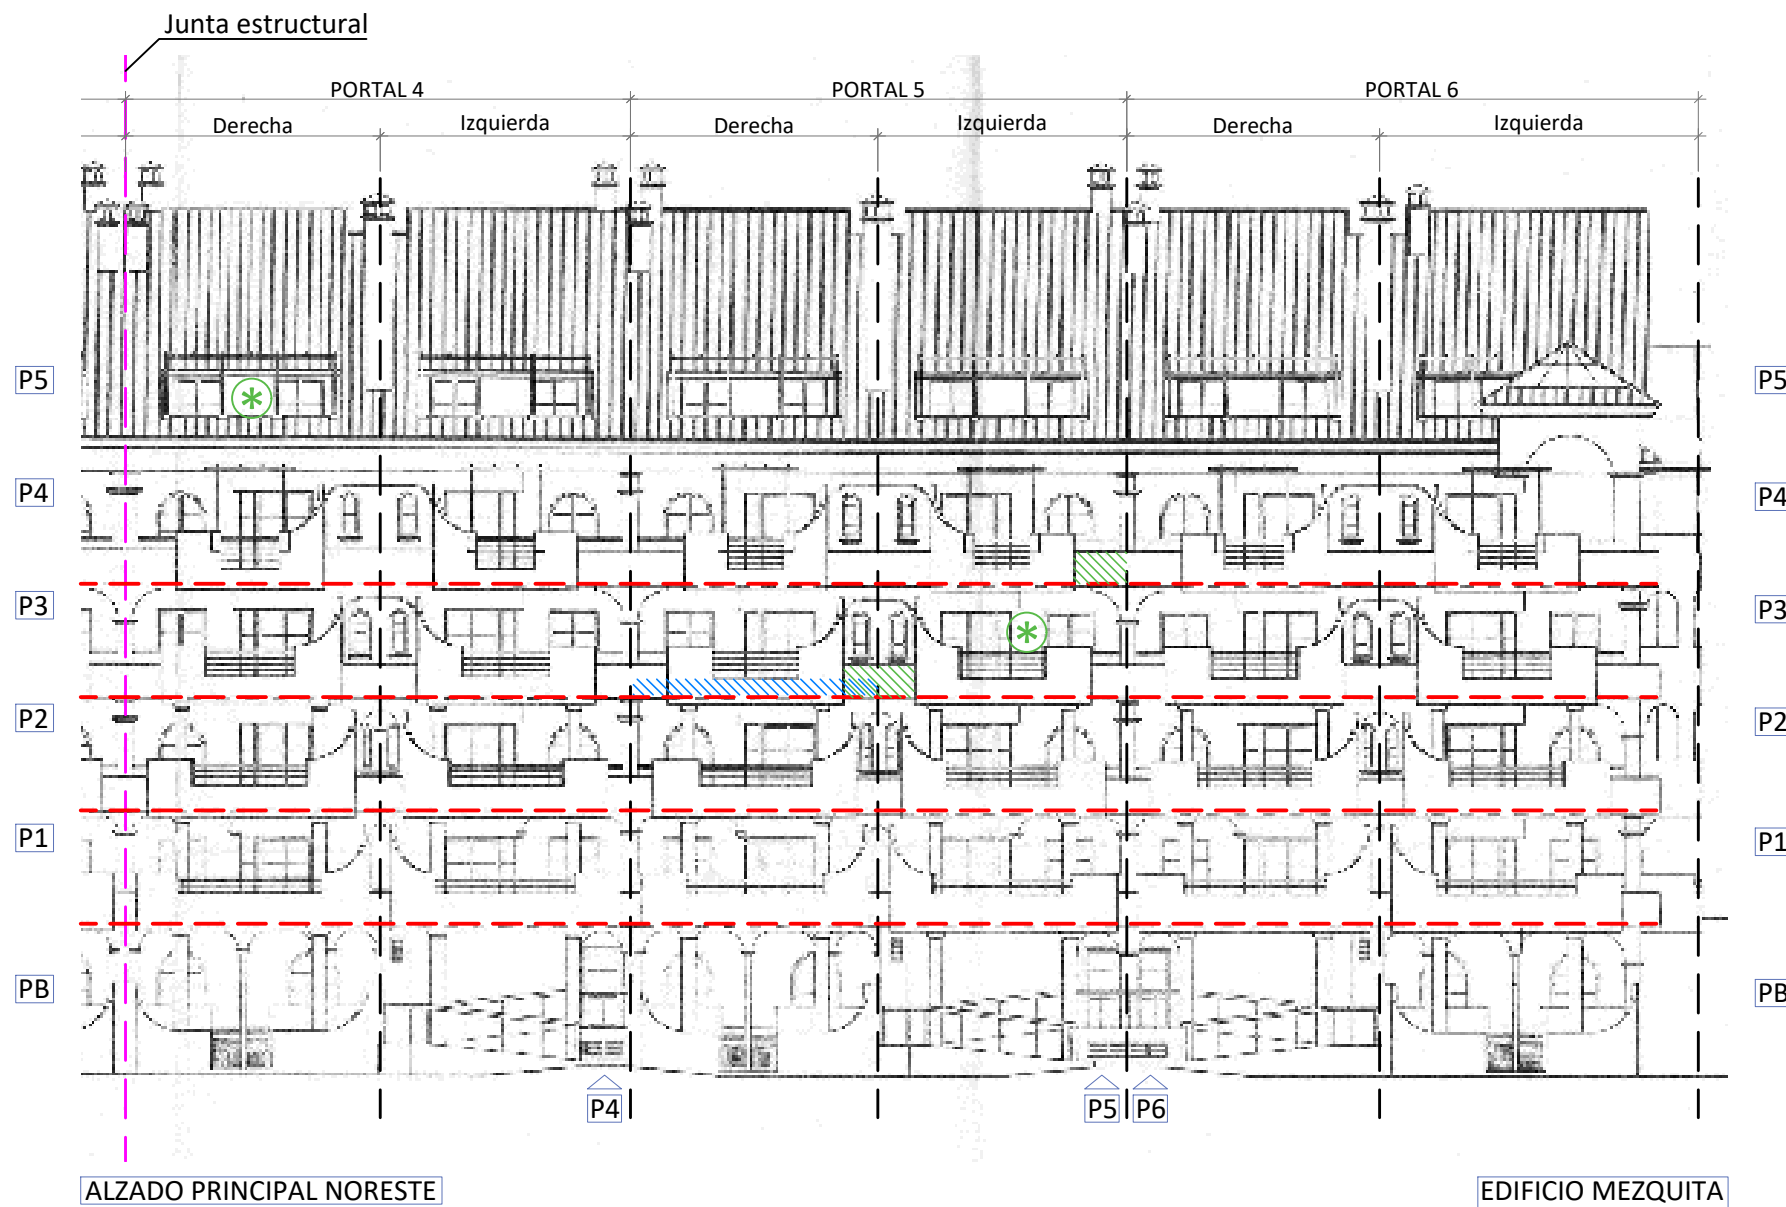 Junta estructural
PORTAL 4
PORTAL 5
PORTAL 6
Derecha
Izquierda
Derecha
Izquierda
Derecha
Izquierda
P5
P5
P4
P4
P3
P3
P2
P2
P1
P1
PB
PB
P4
P5
P6
ALZADO PRINCIPAL NORESTE
EDIFICIO MEZQUITA